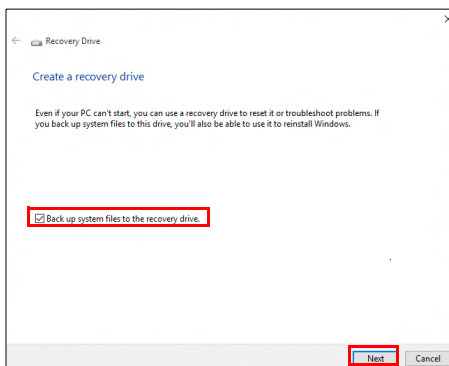 Recovery Drive
Create a recovery drive
Even if your PC can't start, you can use a recovery drive to reset it or troubleshoot problems. If
you back up system files to this drive, you'll also be able to use it to reinstall Windows.
Back up system files to the recovery drive.
Next Cancel